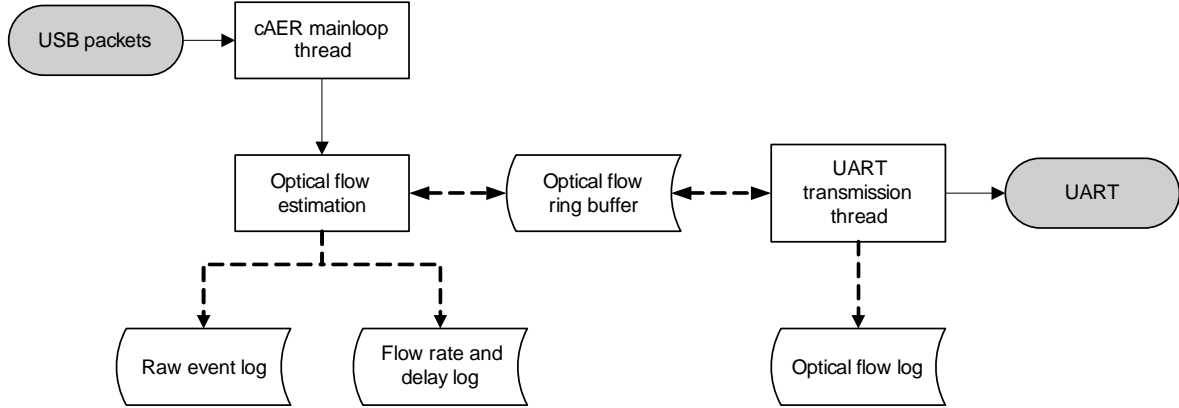 USB packets
cAER mainloop
thread
Optical flow
estimation
Optical flow
ring buffer
UART
transmission
thread
UART
Raw event log
Flow rate and
delay log
Optical flow log